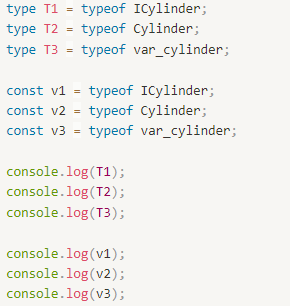 type T1 = typeof ICylinder;
type T2 = typeof Cylinder;
type T3 = typeof var_cylinder;
const v1 = typeof ICylinder;
const v2 = typeof Cylinder;
const v3 = typeof var_cylinder;
console.log(T1);
console.log(T2);
console.log(T3);
console.log(v1);
console.log(v2);
console.log(v3);